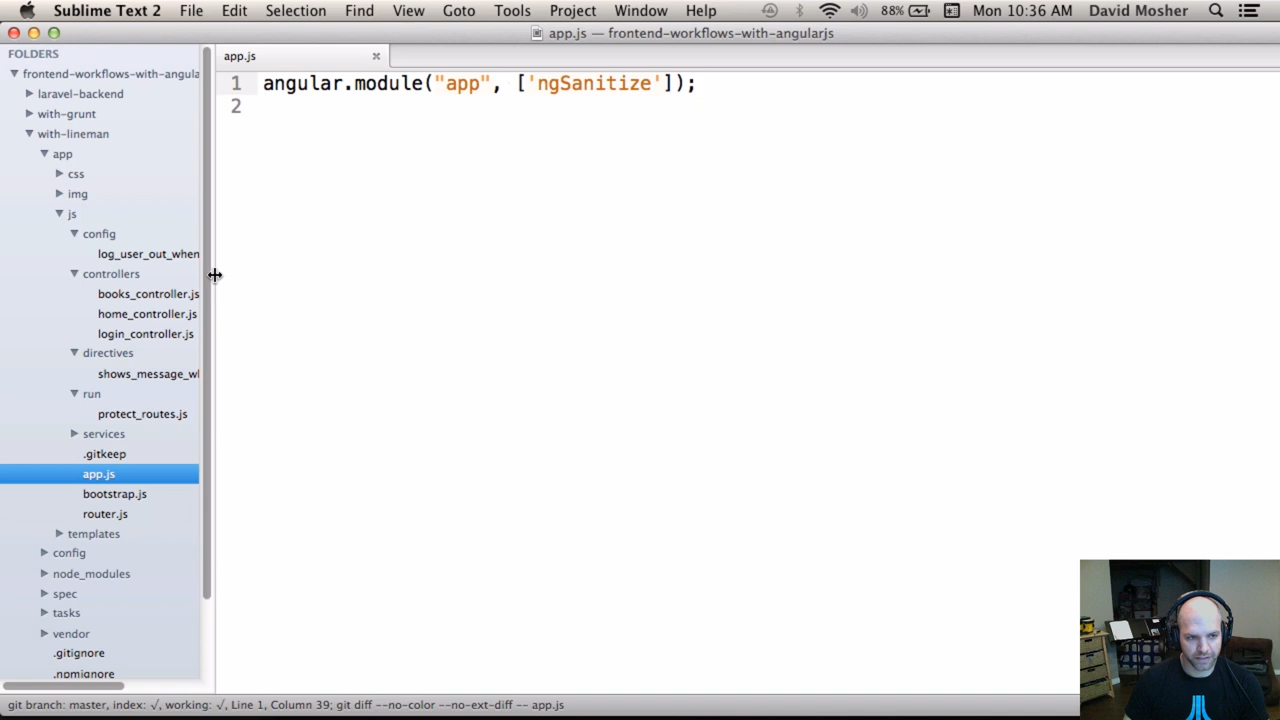 Sublime Text 2 File Edit Selection Find View Goto Tools Project Window Help 88% Mon 10:36 AM David Mosher
app.js — frontend-workflows-with-angularjs
FOLDERS
frontend-workflows-with-angula
laravel-backend
with-grunt
with-lineman
app
css
img
js
config
log_user_out_when
controllers
books_controller.js
home_controller.js
login_controller.js
directives
shows_message_wl
run
protect_routes.js
services
.gitkeep
app.js
bootstrap.js
router.js
templates
config
node_modules
spec
tasks
vendor
.gitignore
.npmignore
app.js
1 angular.module("app", ['ngSanitize']);
2
git branch: master, index: √, working: √, Line 1, Column 39; git diff --no-color --no-ext-diff -- app.js